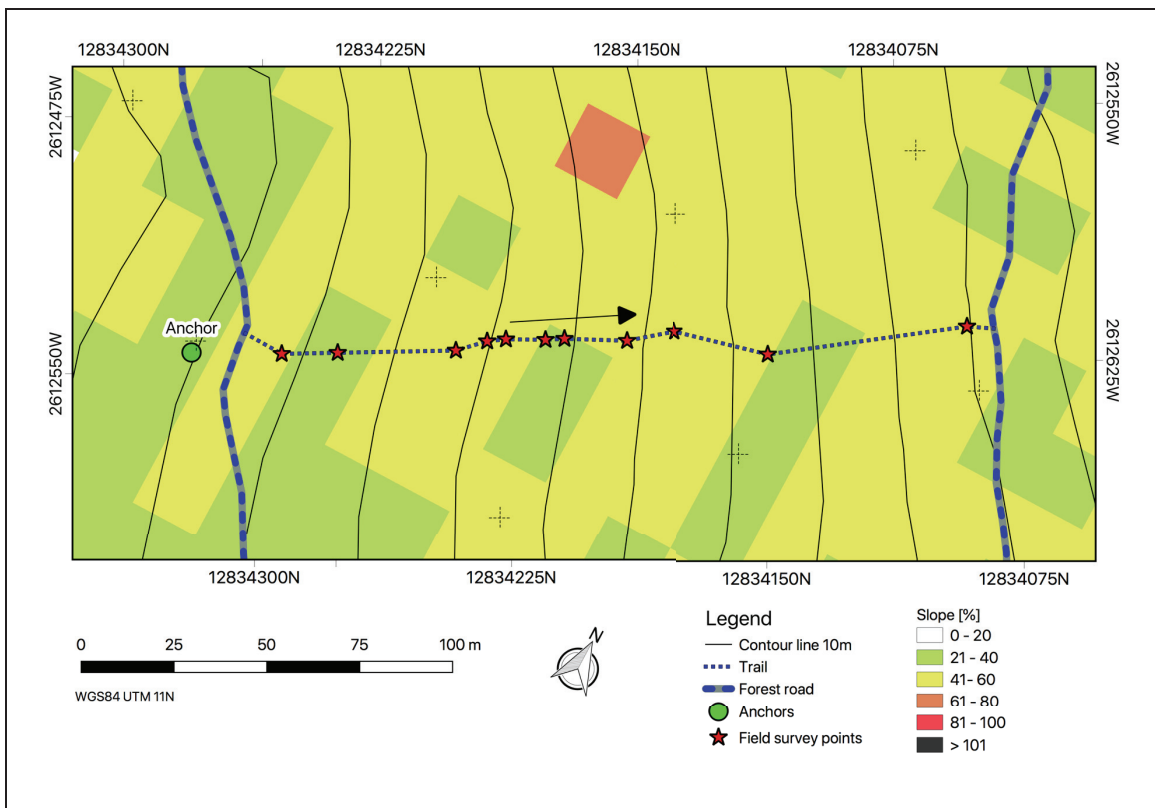 12834300N 12834225N 12834150N 12834075N
2612475W
2612550W
Anchor
2612550W
2612625W
12834300N 12834225N 12834150N 12834075N
0 25 50 75 100 m
WGS84 UTM 11N
N
Legend
Contour line 10m
Trail
Forest road
Anchors
Field survey points
Slope [%]
0 - 20
21 - 40
41- 60
61 - 80
81 - 100
> 101